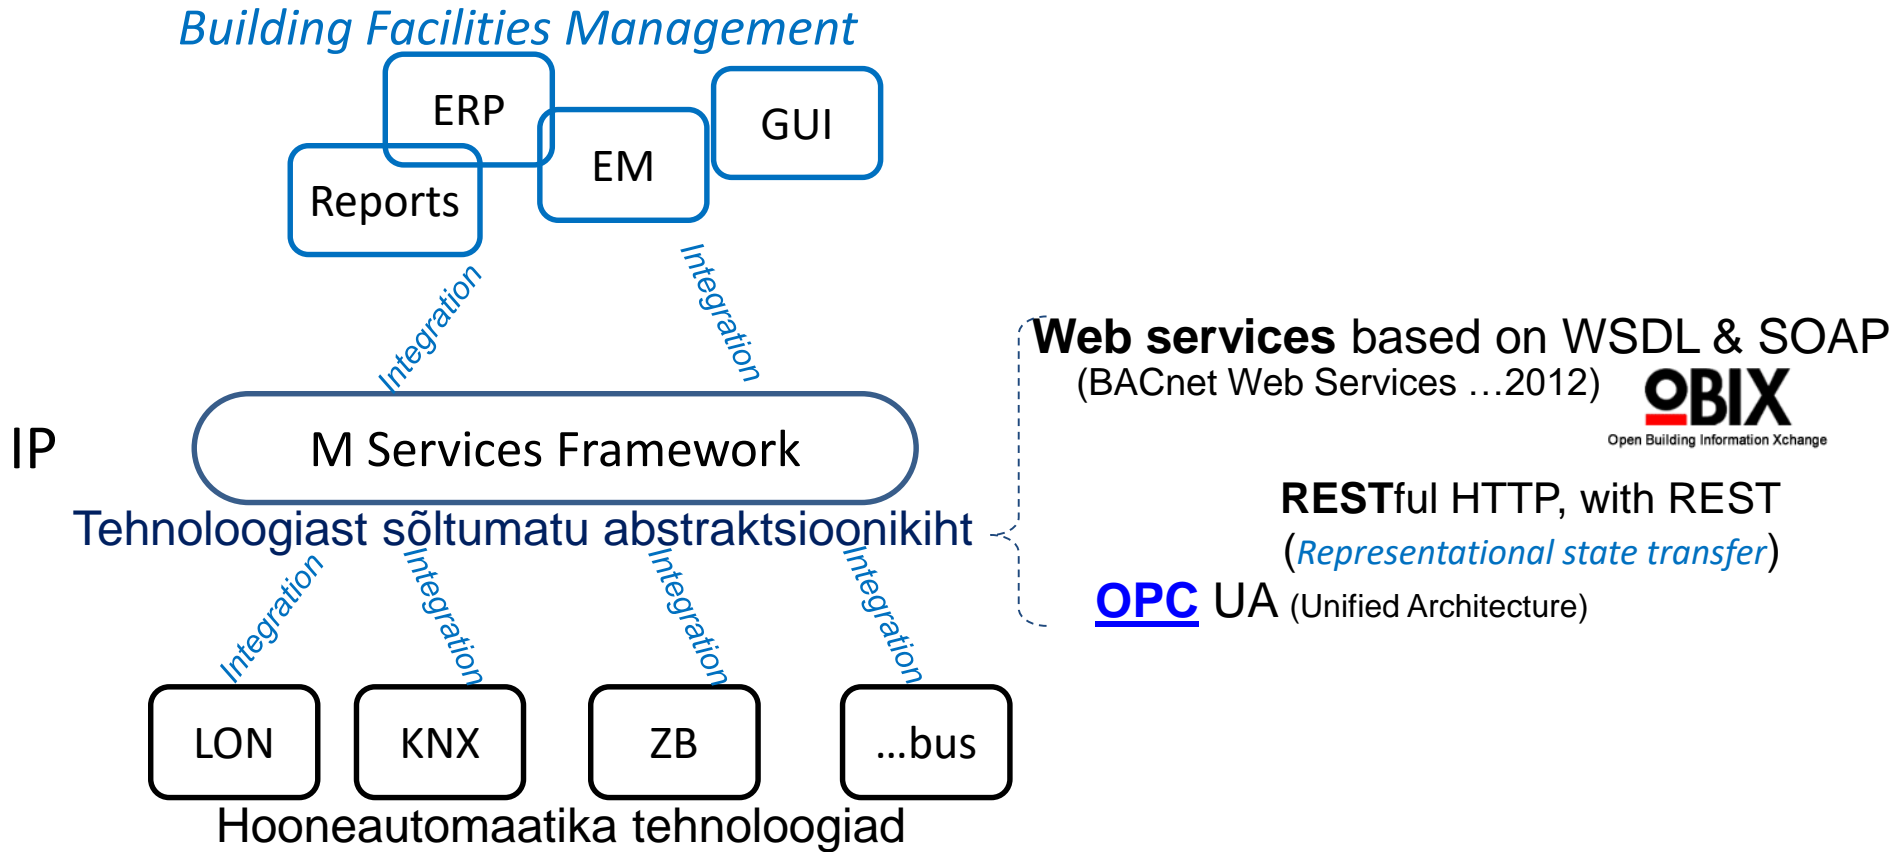 Building Facilities Management
ERP
GUI
EM
Reports
Integration
Integration
Web services based on WSDL & SOAP
(BACnet Web Services …2012)
oBIX
Open Building Information Xchange
IP
M Services Framework
RESTful HTTP, with REST
Tehnoloogiast sõltumatu abstraktsioonikiht
(Representational state transfer)
OPC UA (Unified Architecture)
Integration
Integration
Integration
Integration
LON
KNX
ZB
...bus
Hooneautomaatika tehnoloogiad